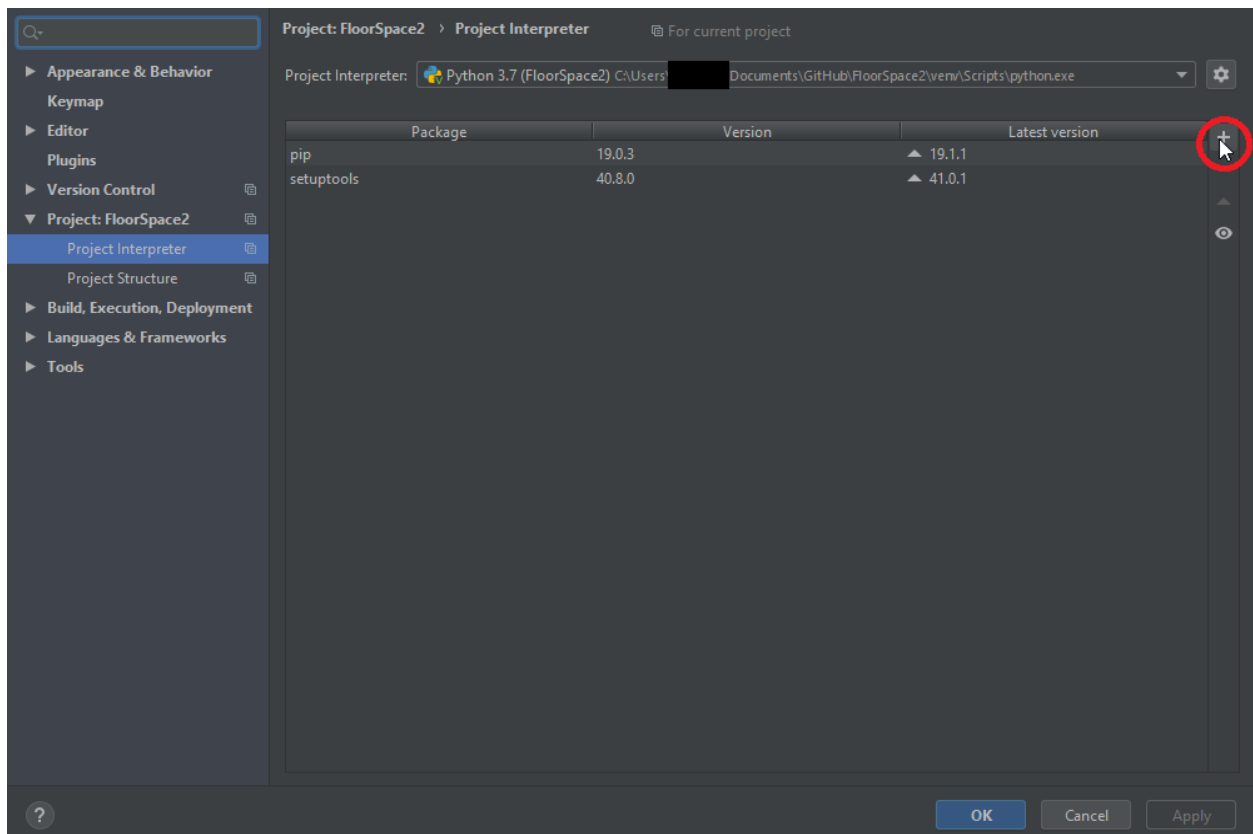 Project: FloorSpace2 › Project Interpreter For current project
Appearance & Behavior
Keymap
Editor
Plugins
Version Control
Project: FloorSpace2
Project Interpreter
Project Structure
Build, Execution, Deployment
Languages & Frameworks
Tools
Project Interpreter: Python 3.7 (FloorSpace2) C:\Users\ Documents\GitHub\FloorSpace2\venv\Scripts\python.exe
Package Version Latest version
pip 19.0.3 19.1.1
setuptools 40.8.0 41.0.1
? OK Cancel Apply